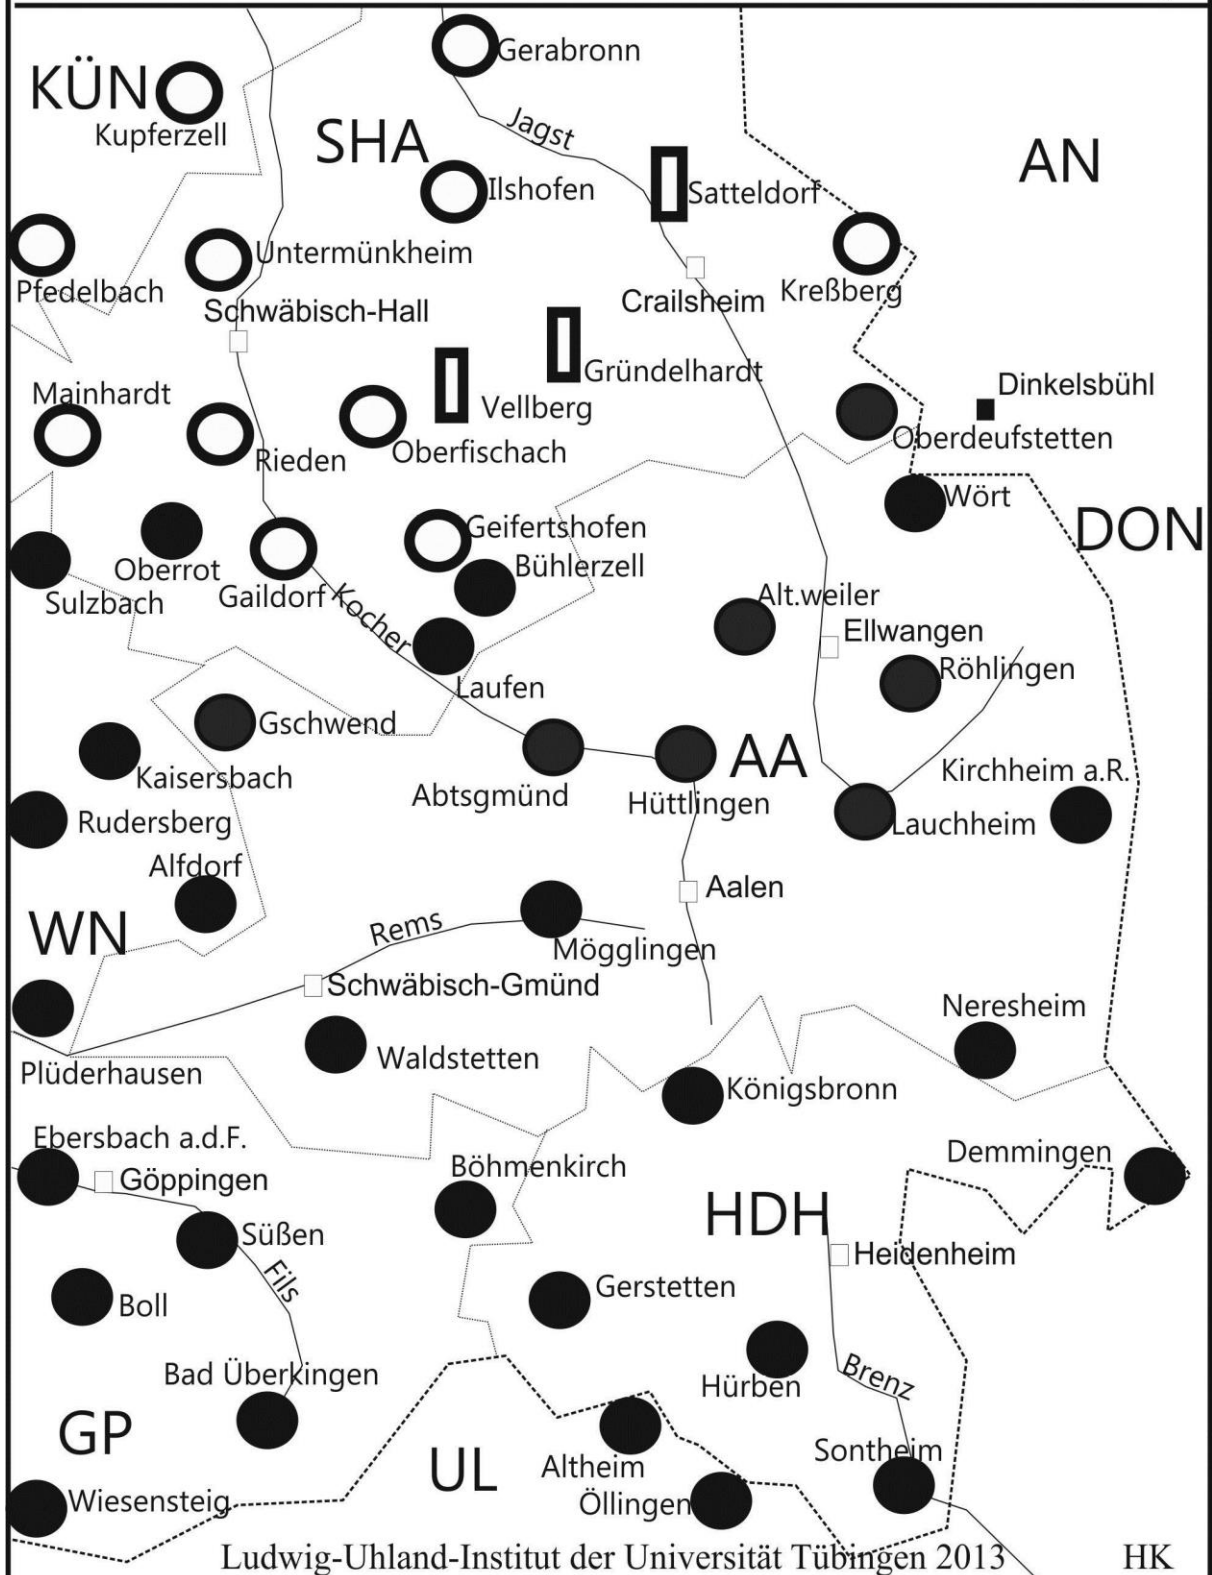 Gerabronn
KÜN
Kupferzell
Jagst
SHA
AN
Ilshofen
Satteldorf
Untermünkheim
Pfedelbach
Kreßberg
Crailsheim
Schwäbisch-Hall
Gründelhardt
Dinkelsbühl
Mainhardt
Vellberg
Oberdeufstetten
Oberfischach
Rieden
Wört
Geifertshofen
DON
Bühlerzell
Oberrot
Gaildorf
Sulzbach
Kocher
Alt.weiler
Ellwangen
Röhlingen
Laufen
Gschwend
AA
Kirchheim a.R.
Kaisersbach
Abtsgmünd
Hüttlingen
Rudersberg
Lauchheim
Alfdorf
Aalen
WN
Rems
Mögglingen
Schwäbisch-Gmünd
Neresheim
Waldstetten
Plüderhausen
Königsbronn
Ebersbach a.d.F.
Demmingen
Böhmenkirch
Göppingen
HDH
Süßen
Heidenheim
Fils
Gerstetten
Boll
Bad Überkingen
Hürben
Brenz
GP
Sontheim
UL
Altheim
Wiesensteig
Öllingen
Ludwig-Uhland-Institut der Universität Tübingen 2013 HK